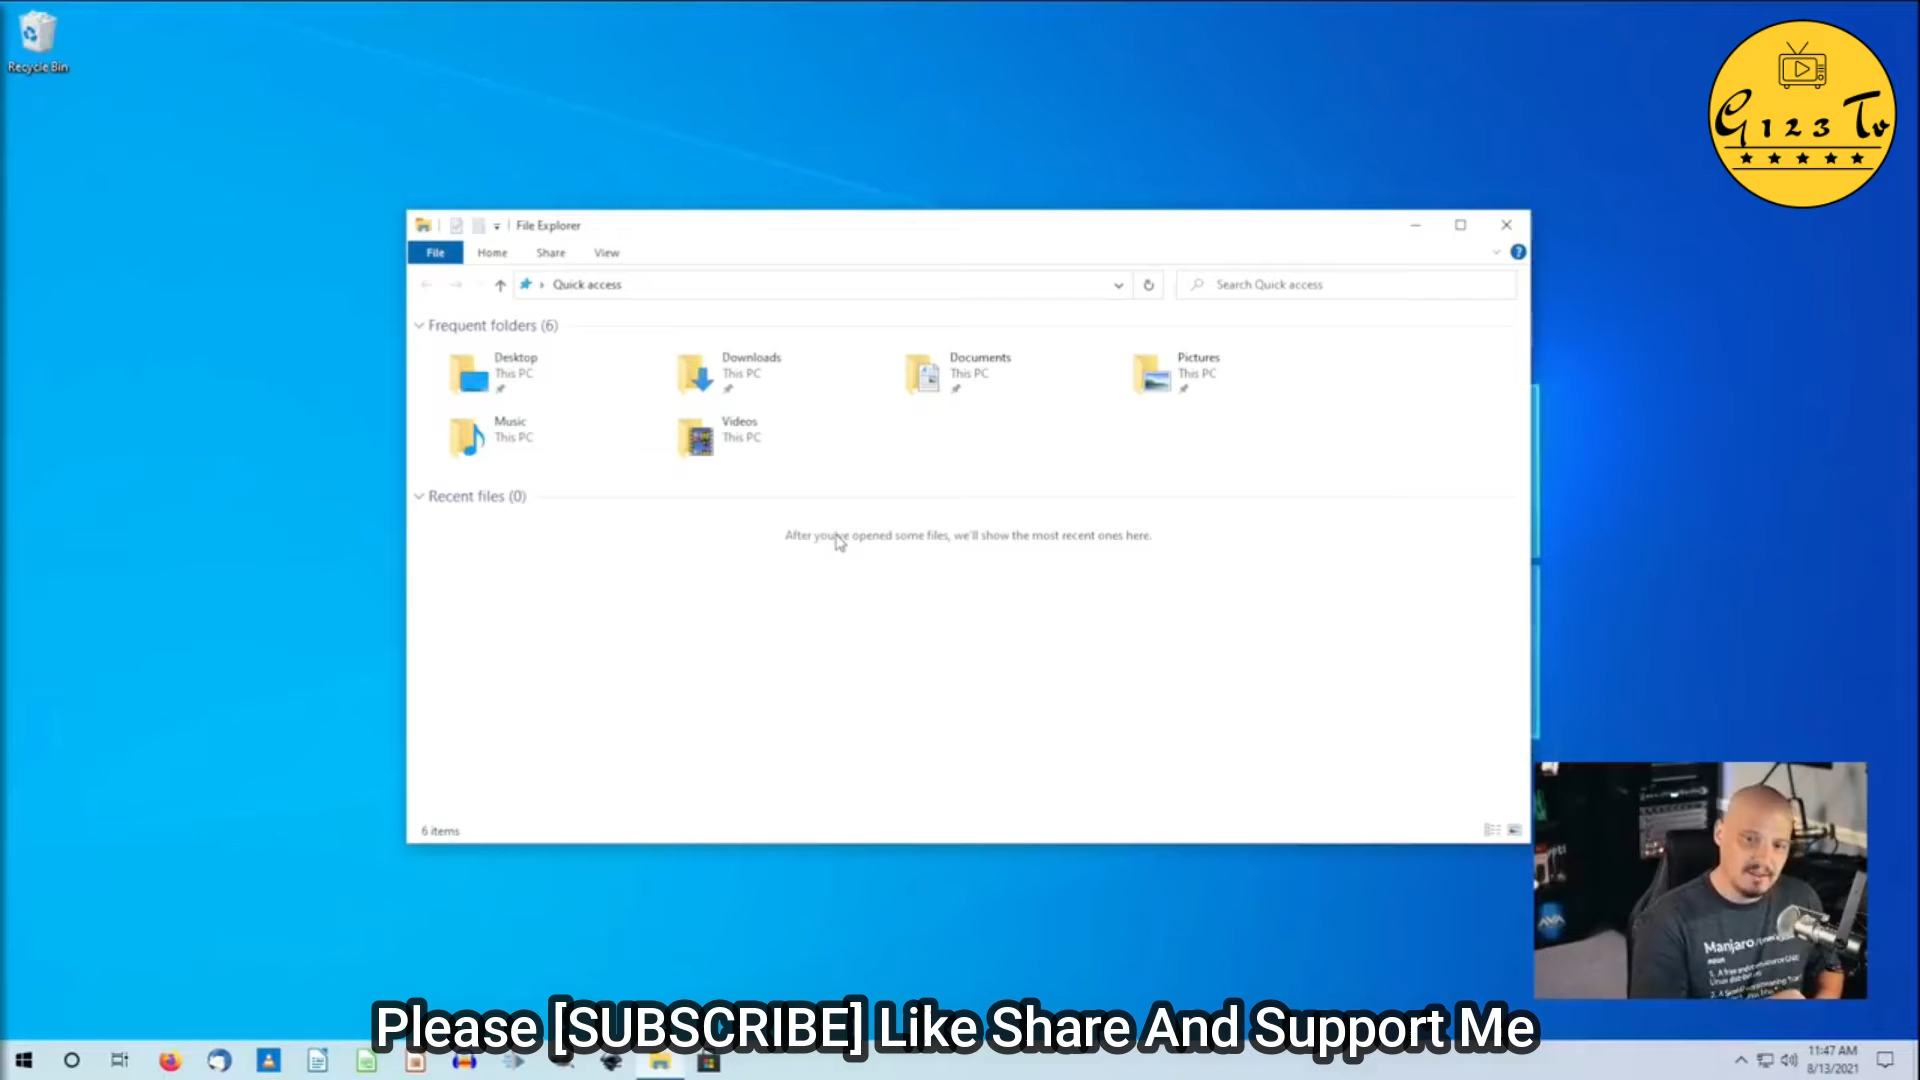 Recycle Bin
G123 Tv
File Explorer
File Home Share View
Quick access
Search Quick access
Frequent folders (6)
Desktop
This PC
Downloads
This PC
Documents
This PC
Pictures
This PC
Music
This PC
Videos
This PC
Recent files (0)
After you've opened some files, we'll show the most recent ones here.
6 items
AVA
Manjaro
noun
Please [SUBSCRIBE] Like Share And Support Me
11:47 AM
8/13/2021